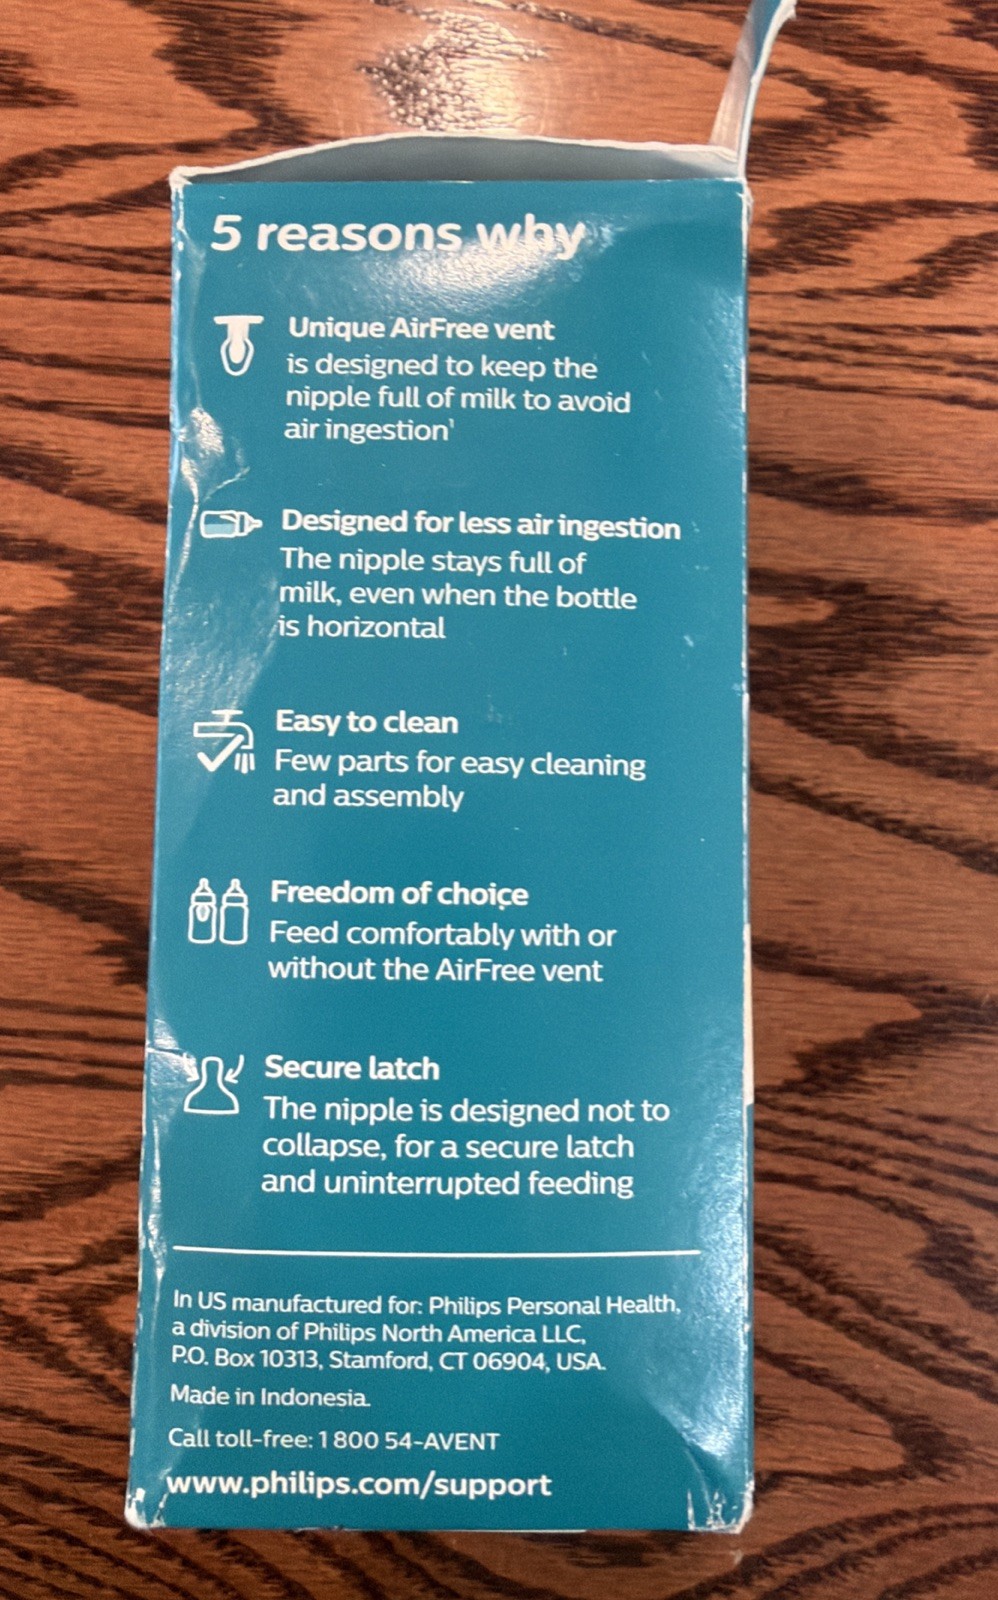 5 reasons why
Unique AirFree vent
is designed to keep the
nipple full of milk to avoid
air ingestion¹
Designed for less air ingestion
The nipple stays full of
milk, even when the bottle
is horizontal
Easy to clean
Few parts for easy cleaning
and assembly
Freedom of choice
Feed comfortably with or
without the AirFree vent
Secure latch
The nipple is designed not to
collapse, for a secure latch
and uninterrupted feeding
In US manufactured for: Philips Personal Health,
a division of Philips North America LLC,
P.O. Box 10313, Stamford, CT 06904, USA.
Made in Indonesia.
Call toll-free: 1 800 54-AVENT
www.philips.com/support